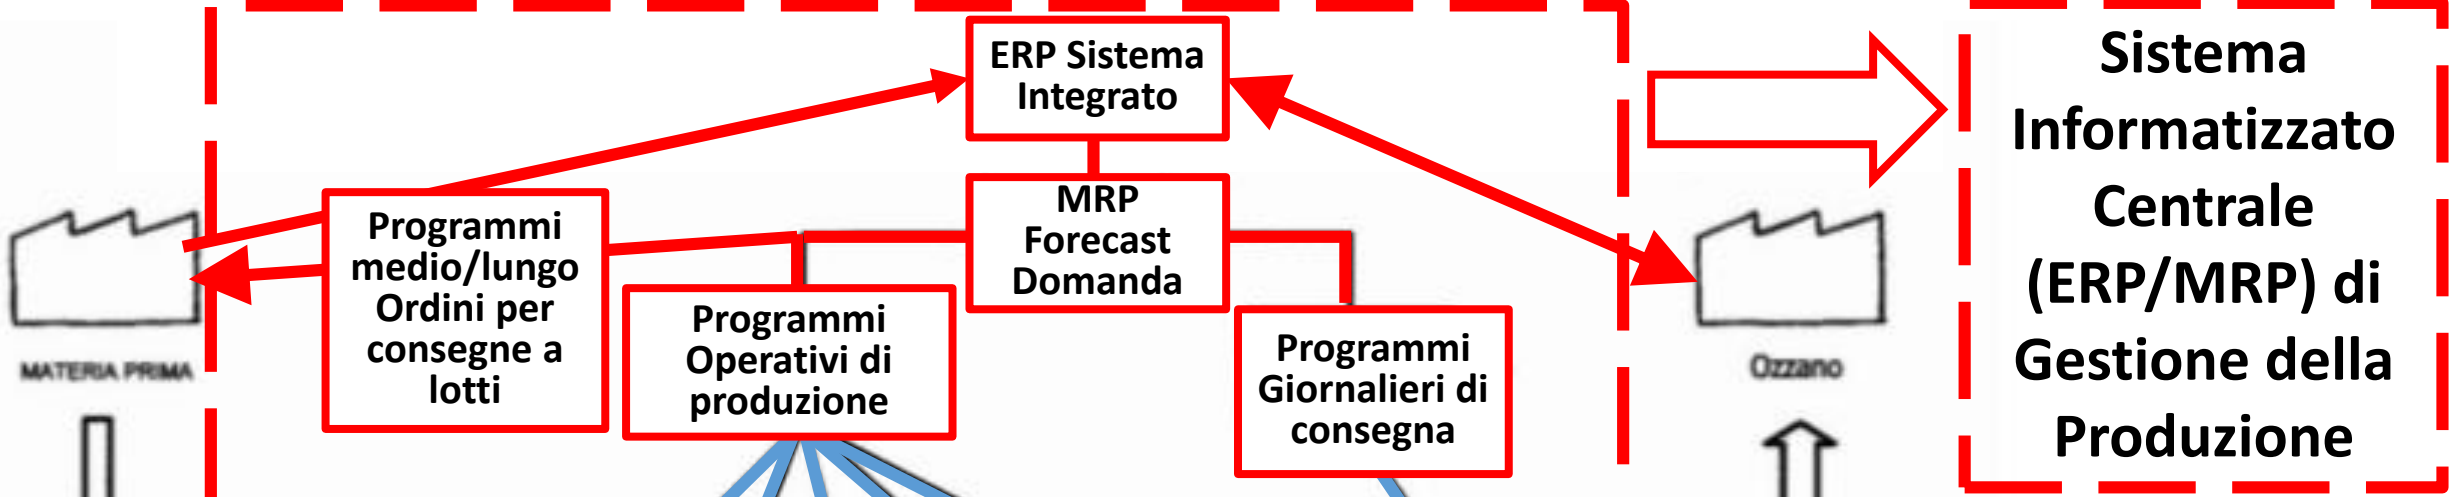 ERP Sistema
Integrato
MRP
Forecast
Domanda
Programmi
medio/lungo
Ordini per
consegne a
lotti
Programmi
Operativi di
produzione
Programmi
Giornalieri di
consegna
MATERIA PRIMA
Ozzano
Sistema
Informatizzato
Centrale
(ERP/MRP) di
Gestione della
Produzione